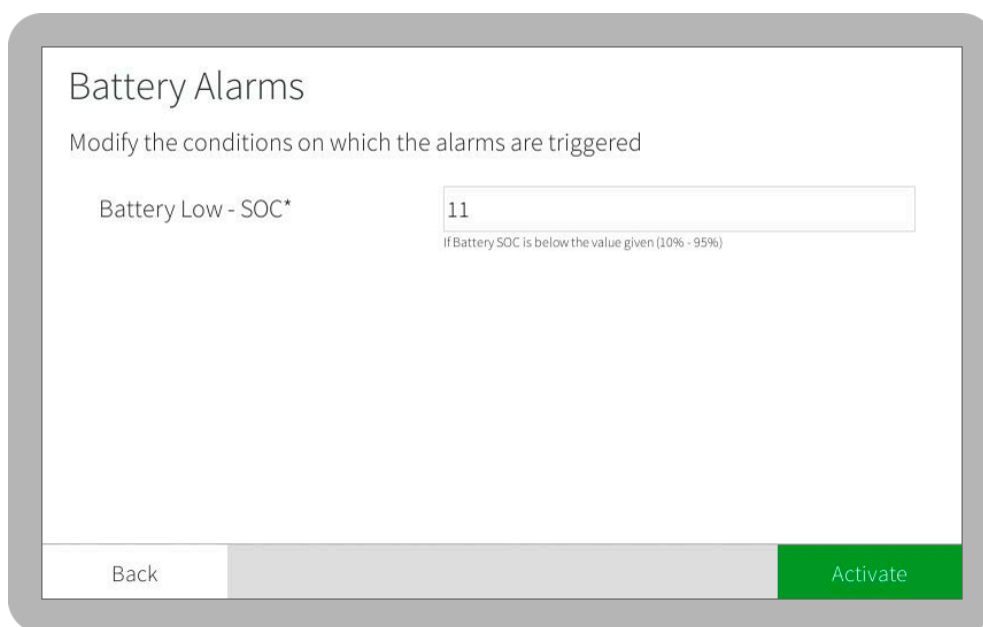 Battery Alarms
Modify the conditions on which the alarms are triggered
Battery Low - SOC*
11
If Battery SOC is below the value given (10% - 95%)
Back
Activate